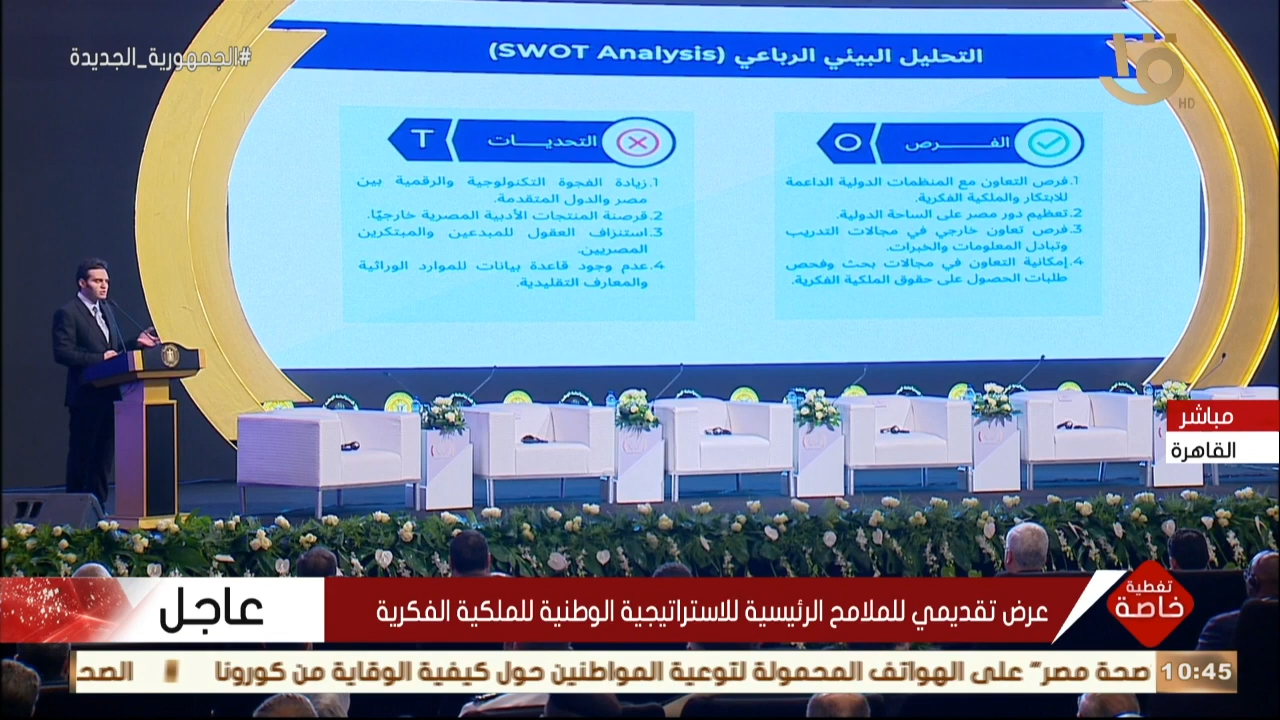 #الجمهورية_الجديدة
HD
التحليل البيئي الرباعي (SWOT Analysis)
الفرص
O
1.فرص التعاون مع المنظمات الدولية الداعمة
للابتكار والملكية الفكرية.
2.تعظيم دور مصر على الساحة الدولية.
3.فرص تعاون خارجي في مجالات التدريب
وتبادل المعلومات والخبرات.
4.إمكانية التعاون في مجالات بحث وفحص
طلبات الحصول على حقوق الملكية الفكرية.
التحديات
T
1.زيادة الفجوة التكنولوجية والرقمية بين
مصر والدول المتقدمة.
2.قرصنة المنتجات الأدبية المصرية خارجيًا.
3.استنزاف العقول للمبدعين والمبتكرين
المصريين.
4.عدم وجود قاعدة بيانات للموارد الوراثية
والمعارف التقليدية.
مباشر
القاهرة
تغطية
خاصة
عرض تقديمي للملامح الرئيسية للاستراتيجية الوطنية للملكية الفكرية
عاجل
10:45
صحة مصر" على الهواتف المحمولة لتوعية المواطنين حول كيفية الوقاية من كورونا